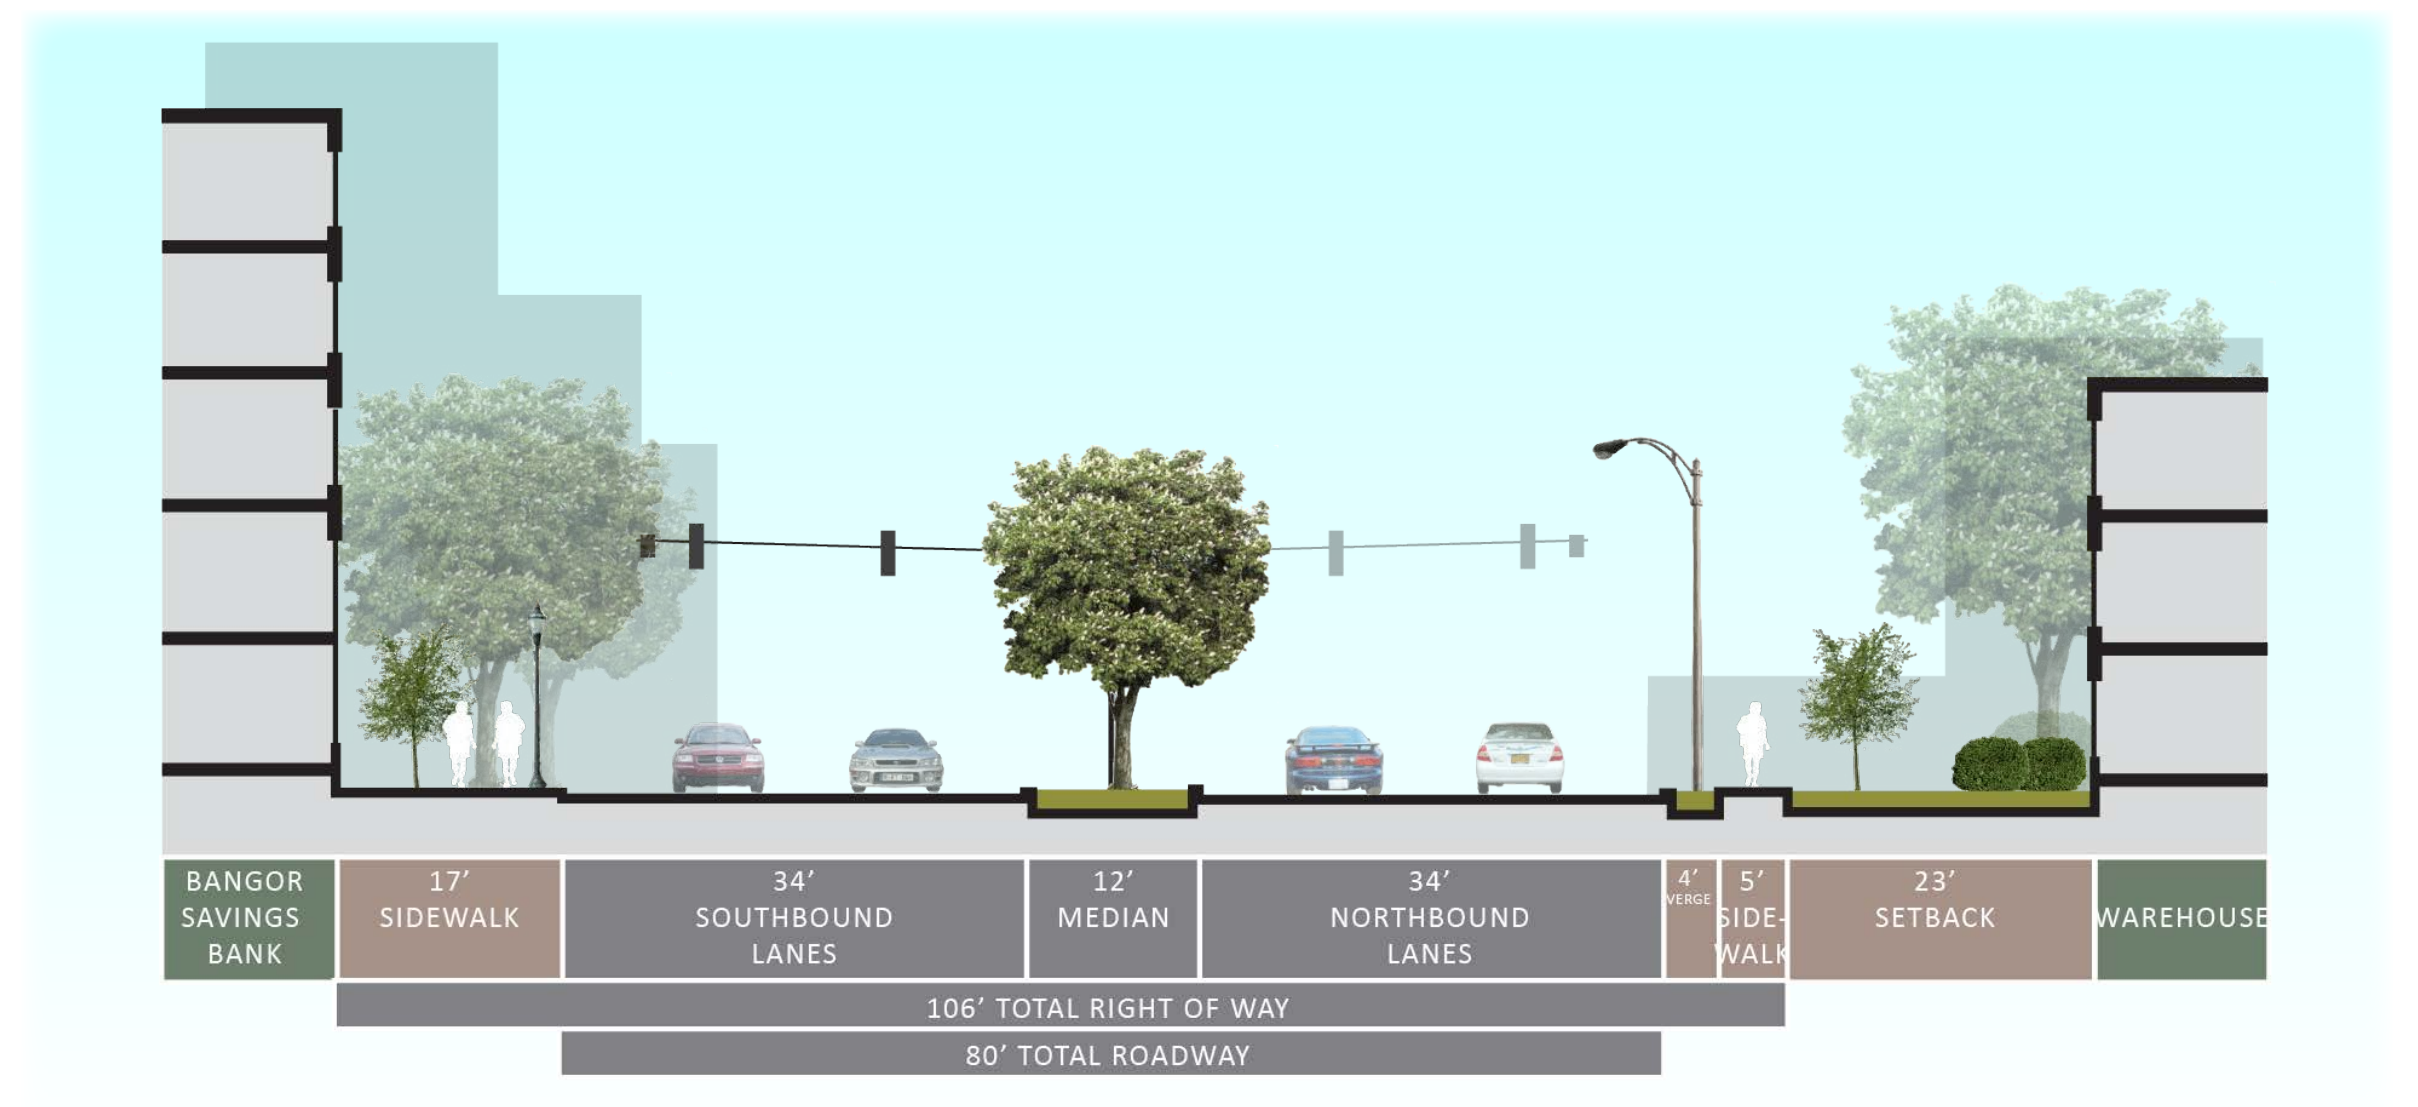 BANGOR
SAVINGS
BANK
17’
SIDEWALK
34’
SOUTHBOUND
LANES
12’
MEDIAN
34’
NORTHBOUND
LANES
4’
VERGE
5’
SIDE-
WALK
23’
SETBACK
WAREHOUSE
106’ TOTAL RIGHT OF WAY
80’ TOTAL ROADWAY